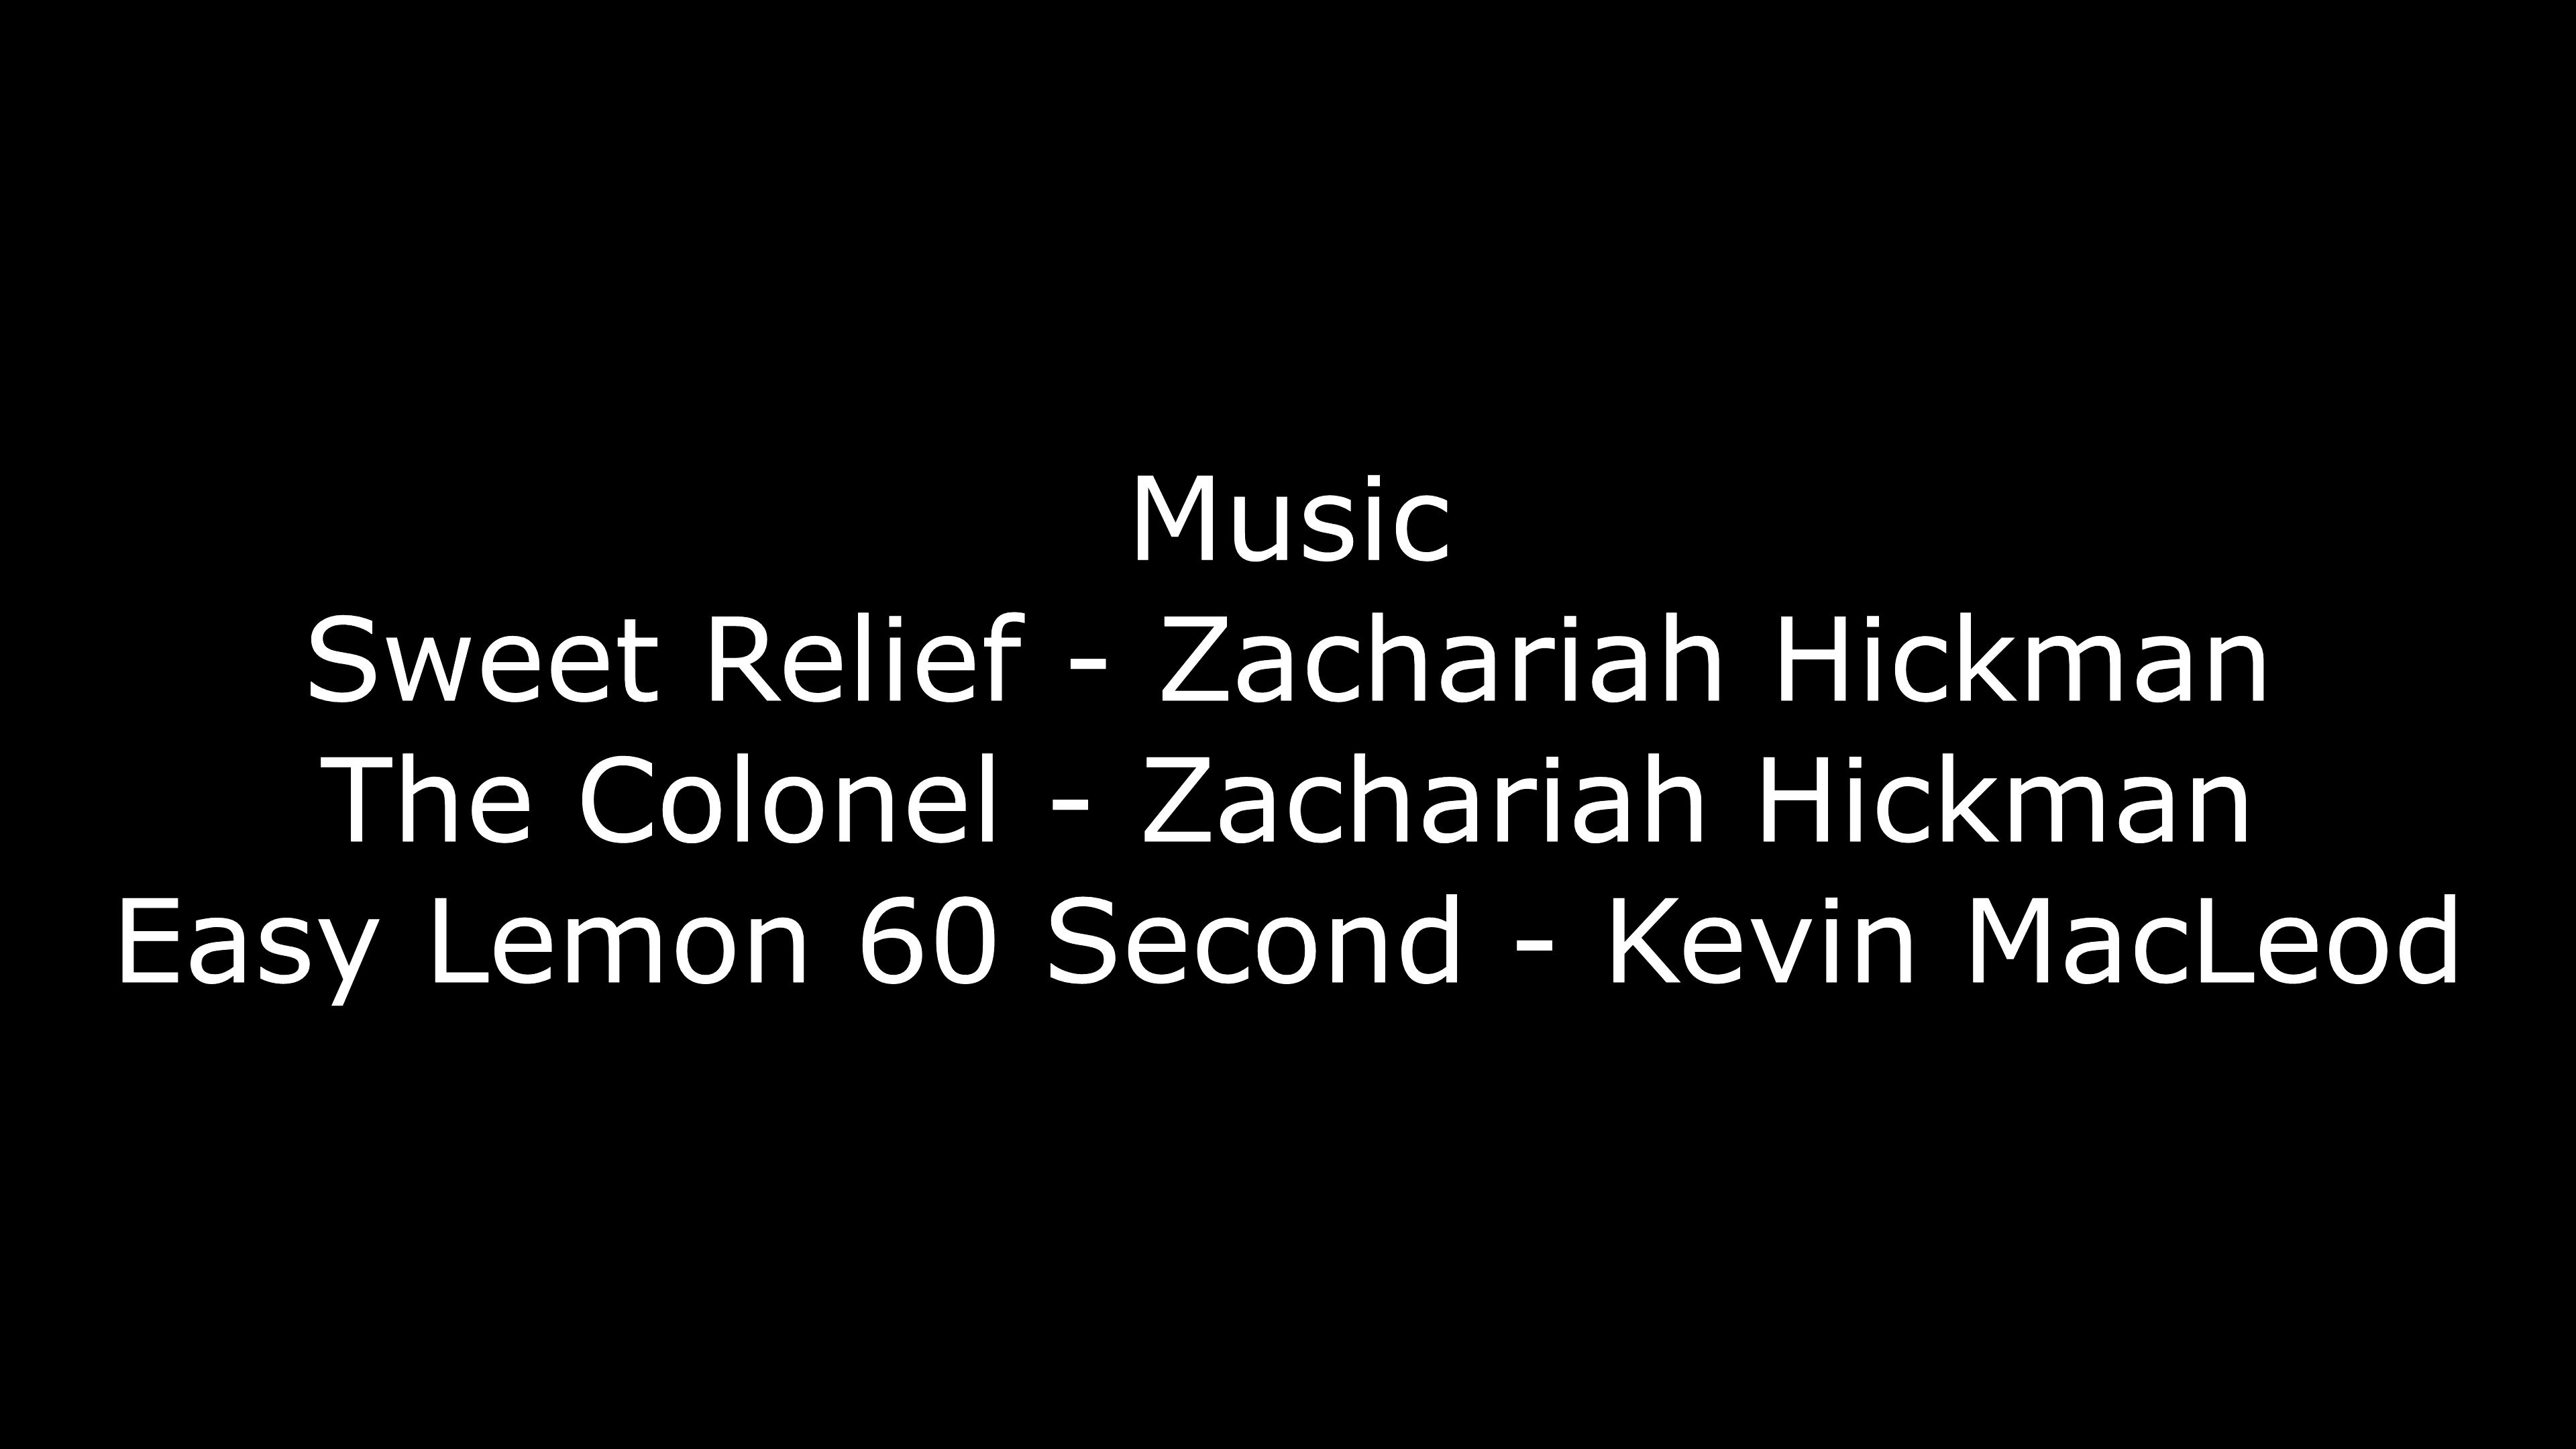 Music
Sweet Relief - Zachariah Hickman
The Colonel - Zachariah Hickman
Easy Lemon 60 Second - Kevin MacLeod